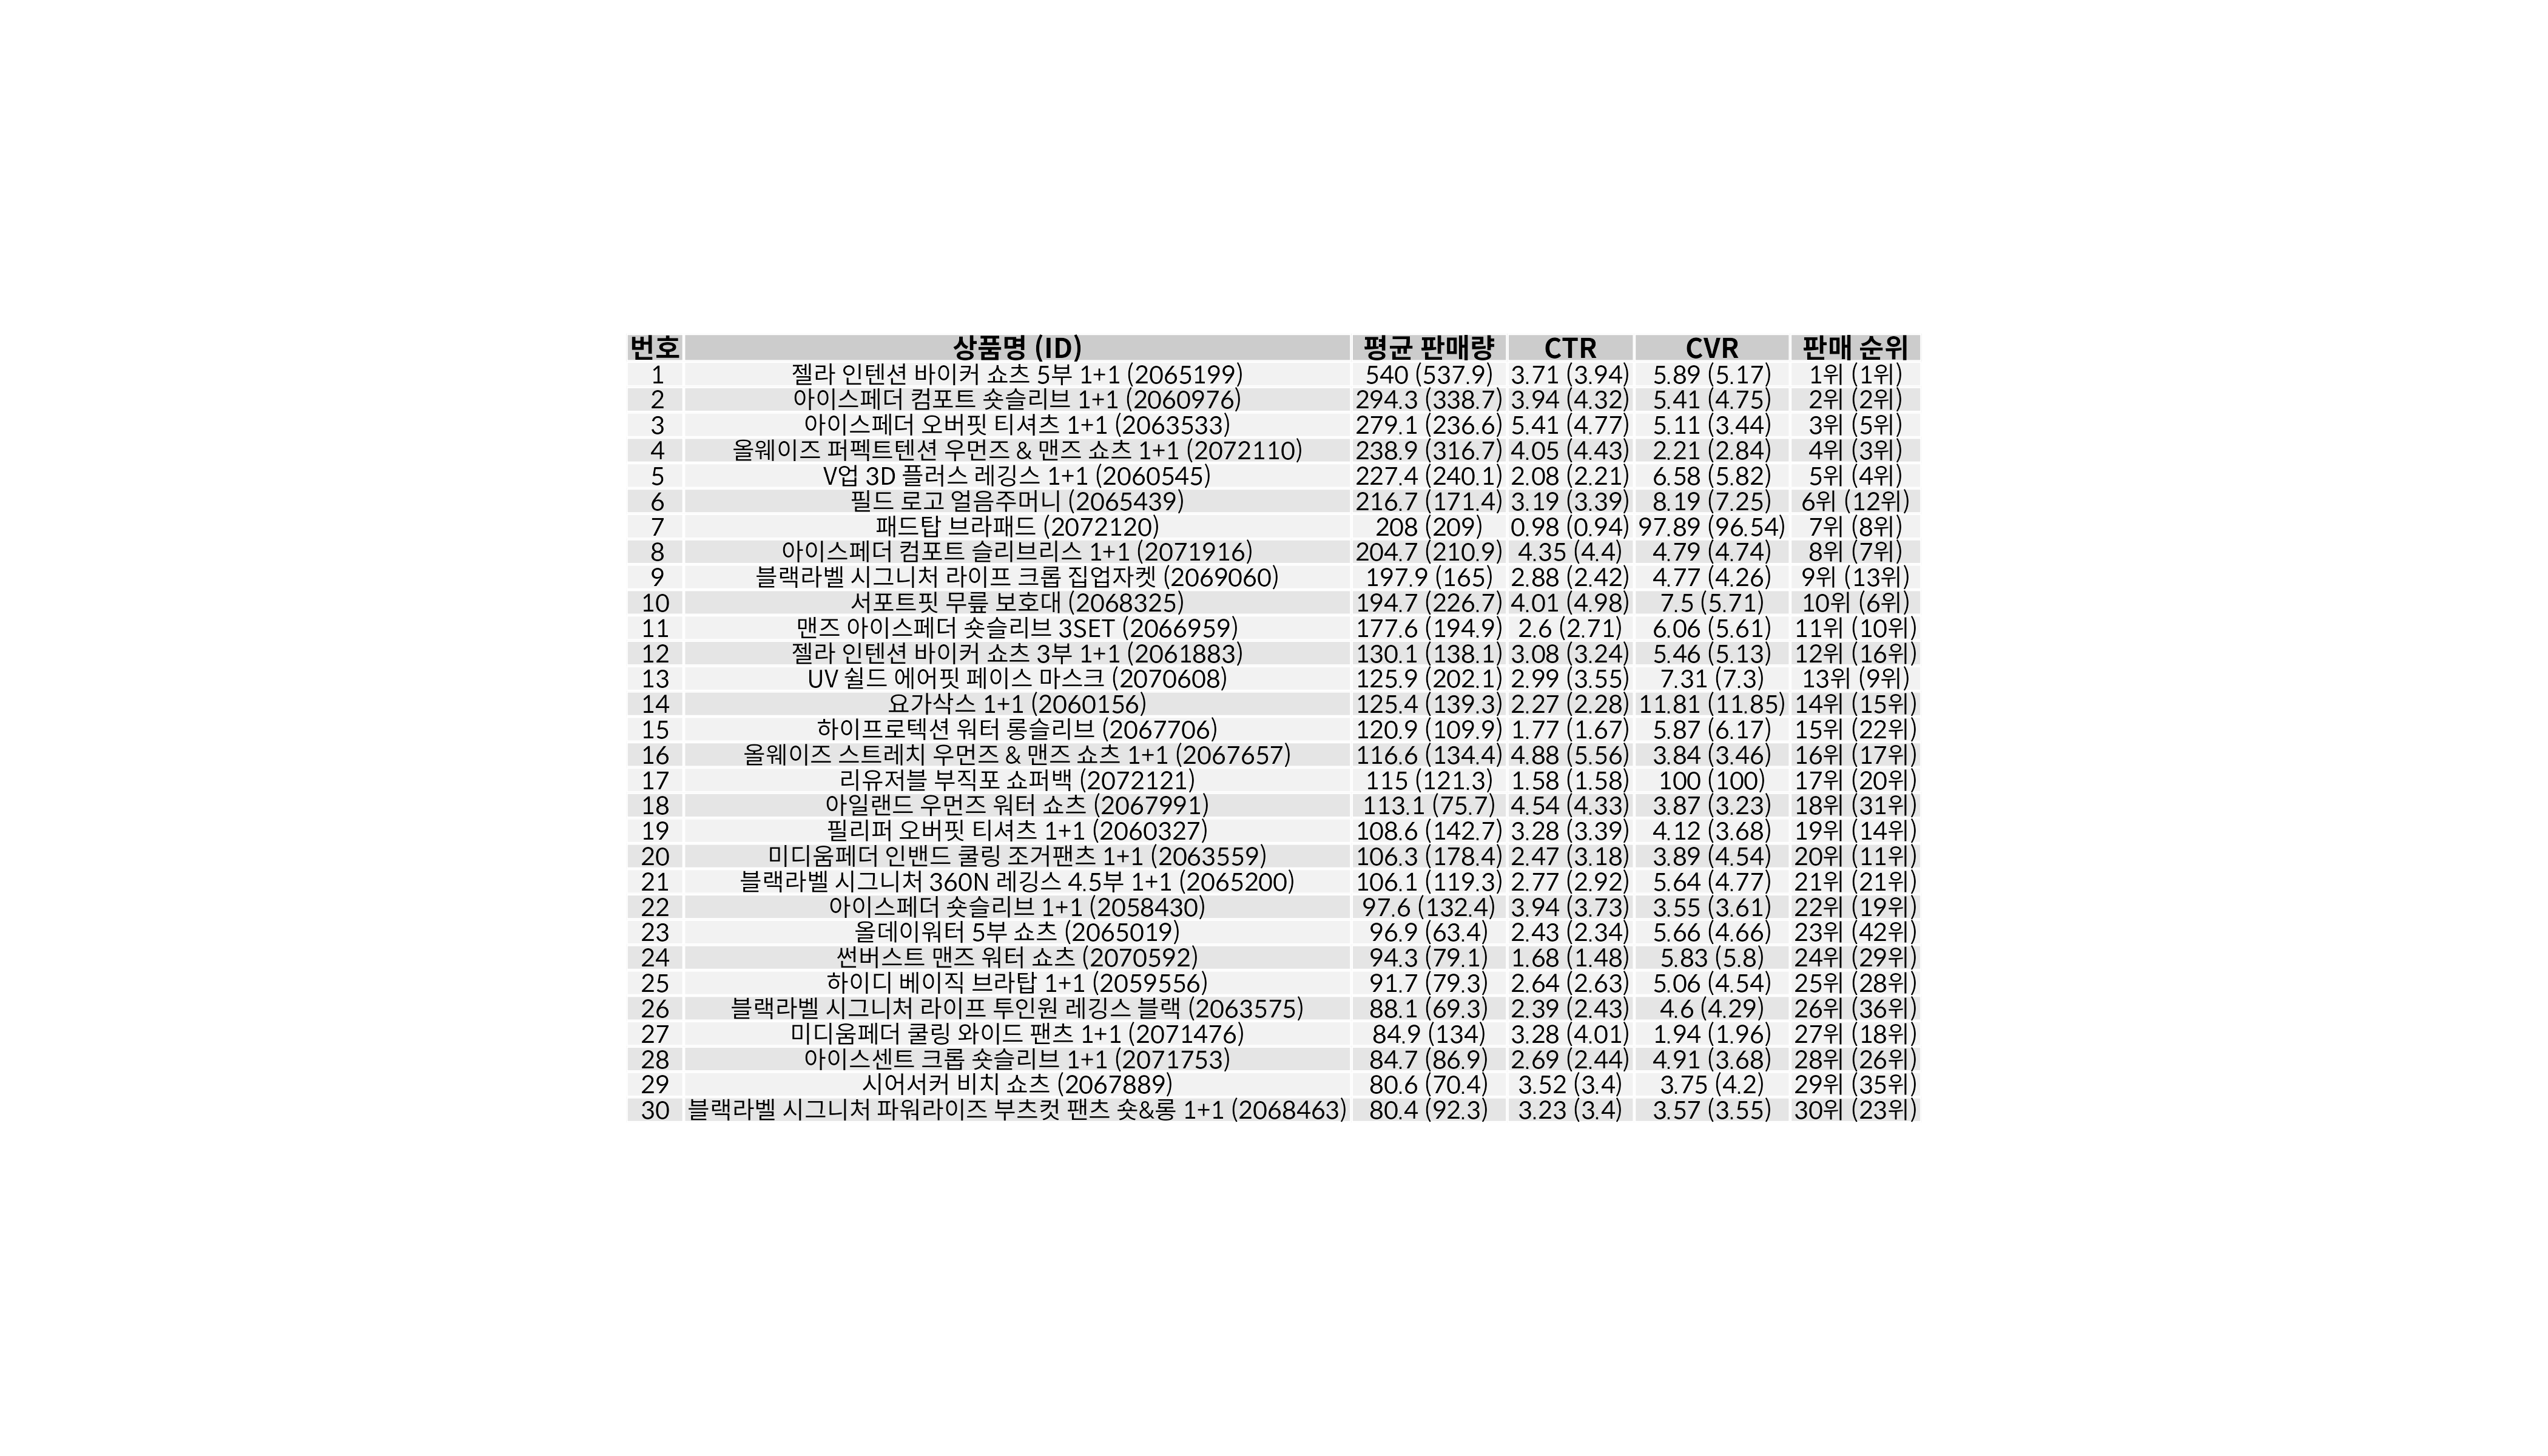 번호 상품명 (ID) 평균 판매량 CTR CVR 판매 순위
1 젤라 인텐션 바이커 쇼츠 5부 1+1 (2065199) 540 (537.9) 3.71 (3.94) 5.89 (5.17) 1위 (1위)
2 아이스페더 컴포트 숏슬리브 1+1 (2060976) 294.3 (338.7) 3.94 (4.32) 5.41 (4.75) 2위 (2위)
3 아이스페더 오버핏 티셔츠 1+1 (2063533) 279.1 (236.6) 5.41 (4.77) 5.11 (3.44) 3위 (5위)
4 올웨이즈 퍼펙트텐션 우먼즈 & 맨즈 쇼츠 1+1 (2072110) 238.9 (316.7) 4.05 (4.43) 2.21 (2.84) 4위 (3위)
5 V업 3D 플러스 레깅스 1+1 (2060545) 227.4 (240.1) 2.08 (2.21) 6.58 (5.82) 5위 (4위)
6 필드 로고 얼음주머니 (2065439) 216.7 (171.4) 3.19 (3.39) 8.19 (7.25) 6위 (12위)
7 패드탑 브라패드 (2072120) 208 (209) 0.98 (0.94) 97.89 (96.54) 7위 (8위)
8 아이스페더 컴포트 슬리브리스 1+1 (2071916) 204.7 (210.9) 4.35 (4.4) 4.79 (4.74) 8위 (7위)
9 블랙라벨 시그니처 라이프 크롭 집업자켓 (2069060) 197.9 (165) 2.88 (2.42) 4.77 (4.26) 9위 (13위)
10 서포트핏 무릎 보호대 (2068325) 194.7 (226.7) 4.01 (4.98) 7.5 (5.71) 10위 (6위)
11 맨즈 아이스페더 숏슬리브 3SET (2066959) 177.6 (194.9) 2.6 (2.71) 6.06 (5.61) 11위 (10위)
12 젤라 인텐션 바이커 쇼츠 3부 1+1 (2061883) 130.1 (138.1) 3.08 (3.24) 5.46 (5.13) 12위 (16위)
13 UV 쉴드 에어핏 페이스 마스크 (2070608) 125.9 (202.1) 2.99 (3.55) 7.31 (7.3) 13위 (9위)
14 요가삭스 1+1 (2060156) 125.4 (139.3) 2.27 (2.28) 11.81 (11.85) 14위 (15위)
15 하이프로텍션 워터 롱슬리브 (2067706) 120.9 (109.9) 1.77 (1.67) 5.87 (6.17) 15위 (22위)
16 올웨이즈 스트레치 우먼즈 & 맨즈 쇼츠 1+1 (2067657) 116.6 (134.4) 4.88 (5.56) 3.84 (3.46) 16위 (17위)
17 리유저블 부직포 쇼퍼백 (2072121) 115 (121.3) 1.58 (1.58) 100 (100) 17위 (20위)
18 아일랜드 우먼즈 워터 쇼츠 (2067991) 113.1 (75.7) 4.54 (4.33) 3.87 (3.23) 18위 (31위)
19 필리퍼 오버핏 티셔츠 1+1 (2060327) 108.6 (142.7) 3.28 (3.39) 4.12 (3.68) 19위 (14위)
20 미디움페더 인밴드 쿨링 조거팬츠 1+1 (2063559) 106.3 (178.4) 2.47 (3.18) 3.89 (4.54) 20위 (11위)
21 블랙라벨 시그니처 360N 레깅스 4.5부 1+1 (2065200) 106.1 (119.3) 2.77 (2.92) 5.64 (4.77) 21위 (21위)
22 아이스페더 숏슬리브 1+1 (2058430) 97.6 (132.4) 3.94 (3.73) 3.55 (3.61) 22위 (19위)
23 올데이워터 5부 쇼츠 (2065019) 96.9 (63.4) 2.43 (2.34) 5.66 (4.66) 23위 (42위)
24 썬버스트 맨즈 워터 쇼츠 (2070592) 94.3 (79.1) 1.68 (1.48) 5.83 (5.8) 24위 (29위)
25 하이디 베이직 브라탑 1+1 (2059556) 91.7 (79.3) 2.64 (2.63) 5.06 (4.54) 25위 (28위)
26 블랙라벨 시그니처 라이프 투인원 레깅스 블랙 (2063575) 88.1 (69.3) 2.39 (2.43) 4.6 (4.29) 26위 (36위)
27 미디움페더 쿨링 와이드 팬츠 1+1 (2071476) 84.9 (134) 3.28 (4.01) 1.94 (1.96) 27위 (18위)
28 아이스센트 크롭 숏슬리브 1+1 (2071753) 84.7 (86.9) 2.69 (2.44) 4.91 (3.68) 28위 (26위)
29 시어서커 비치 쇼츠 (2067889) 80.6 (70.4) 3.52 (3.4) 3.75 (4.2) 29위 (35위)
30 블랙라벨 시그니처 파워라이즈 부츠컷 팬츠 숏&롱 1+1 (2068463) 80.4 (92.3) 3.23 (3.4) 3.57 (3.55) 30위 (23위)